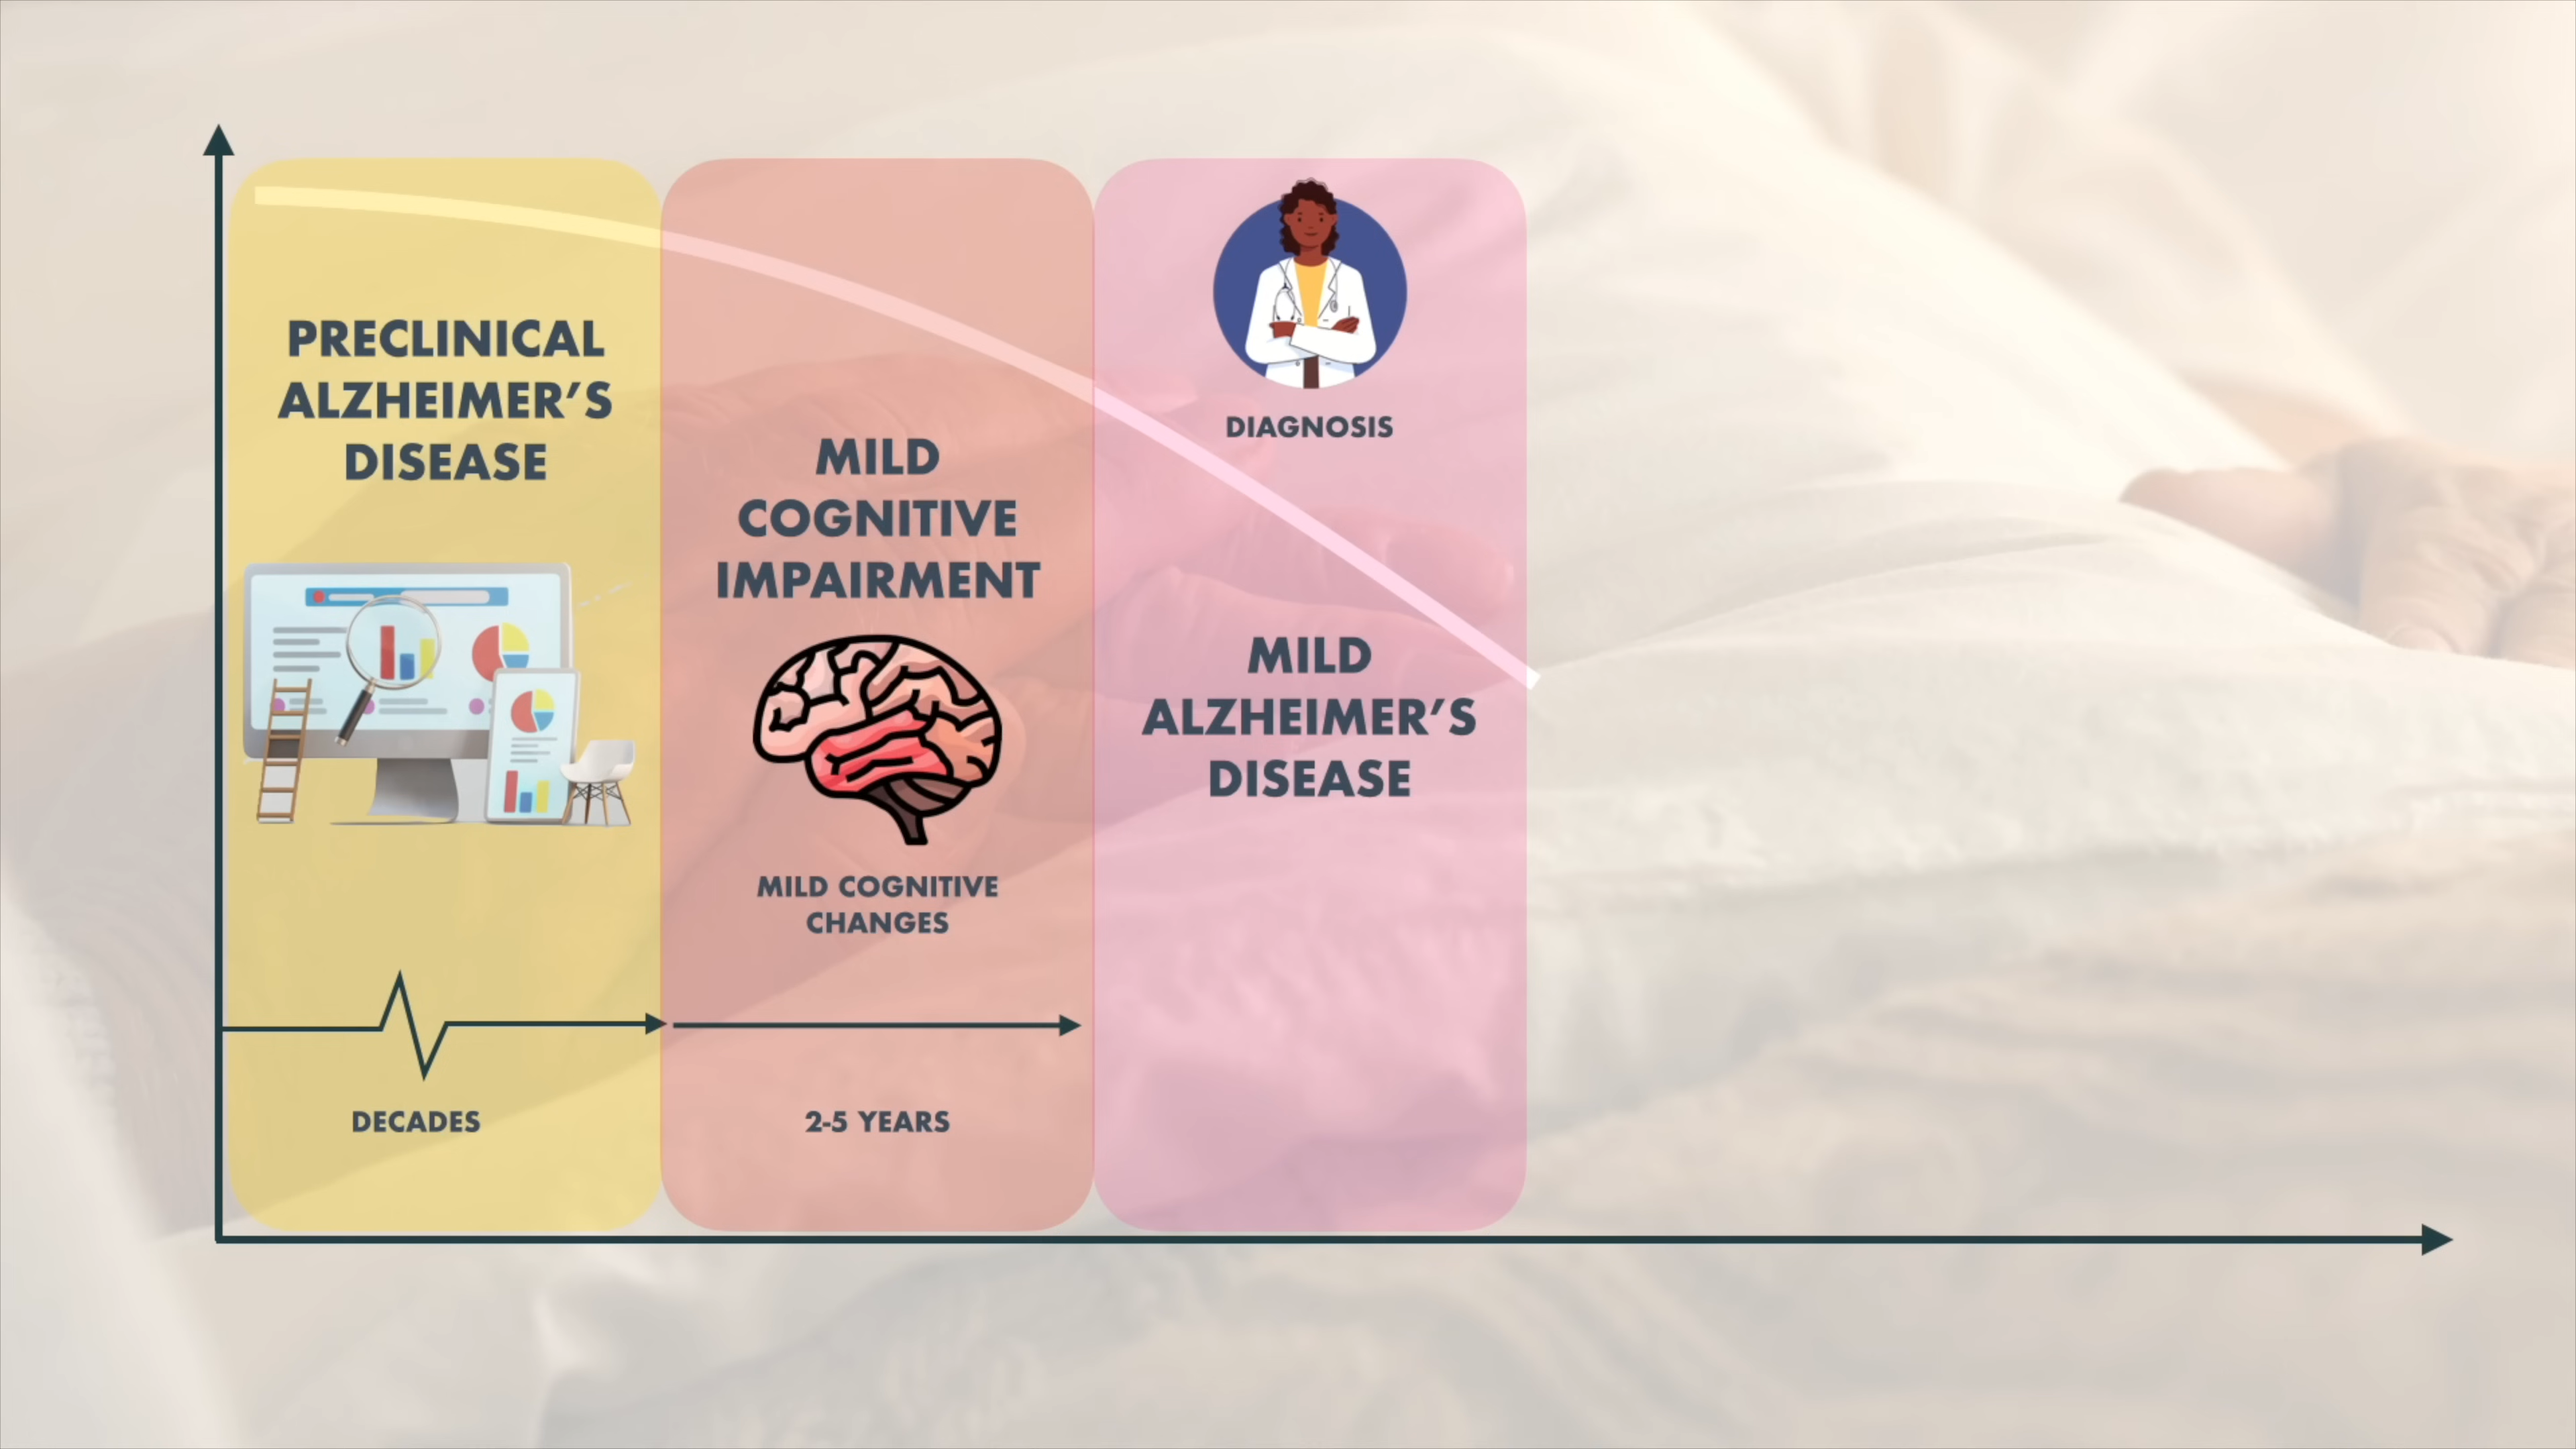 PRECLINICAL
ALZHEIMER’S
DISEASE
DECADES
MILD
COGNITIVE
IMPAIRMENT
MILD COGNITIVE
CHANGES
2-5 YEARS
DIAGNOSIS
MILD
ALZHEIMER’S
DISEASE